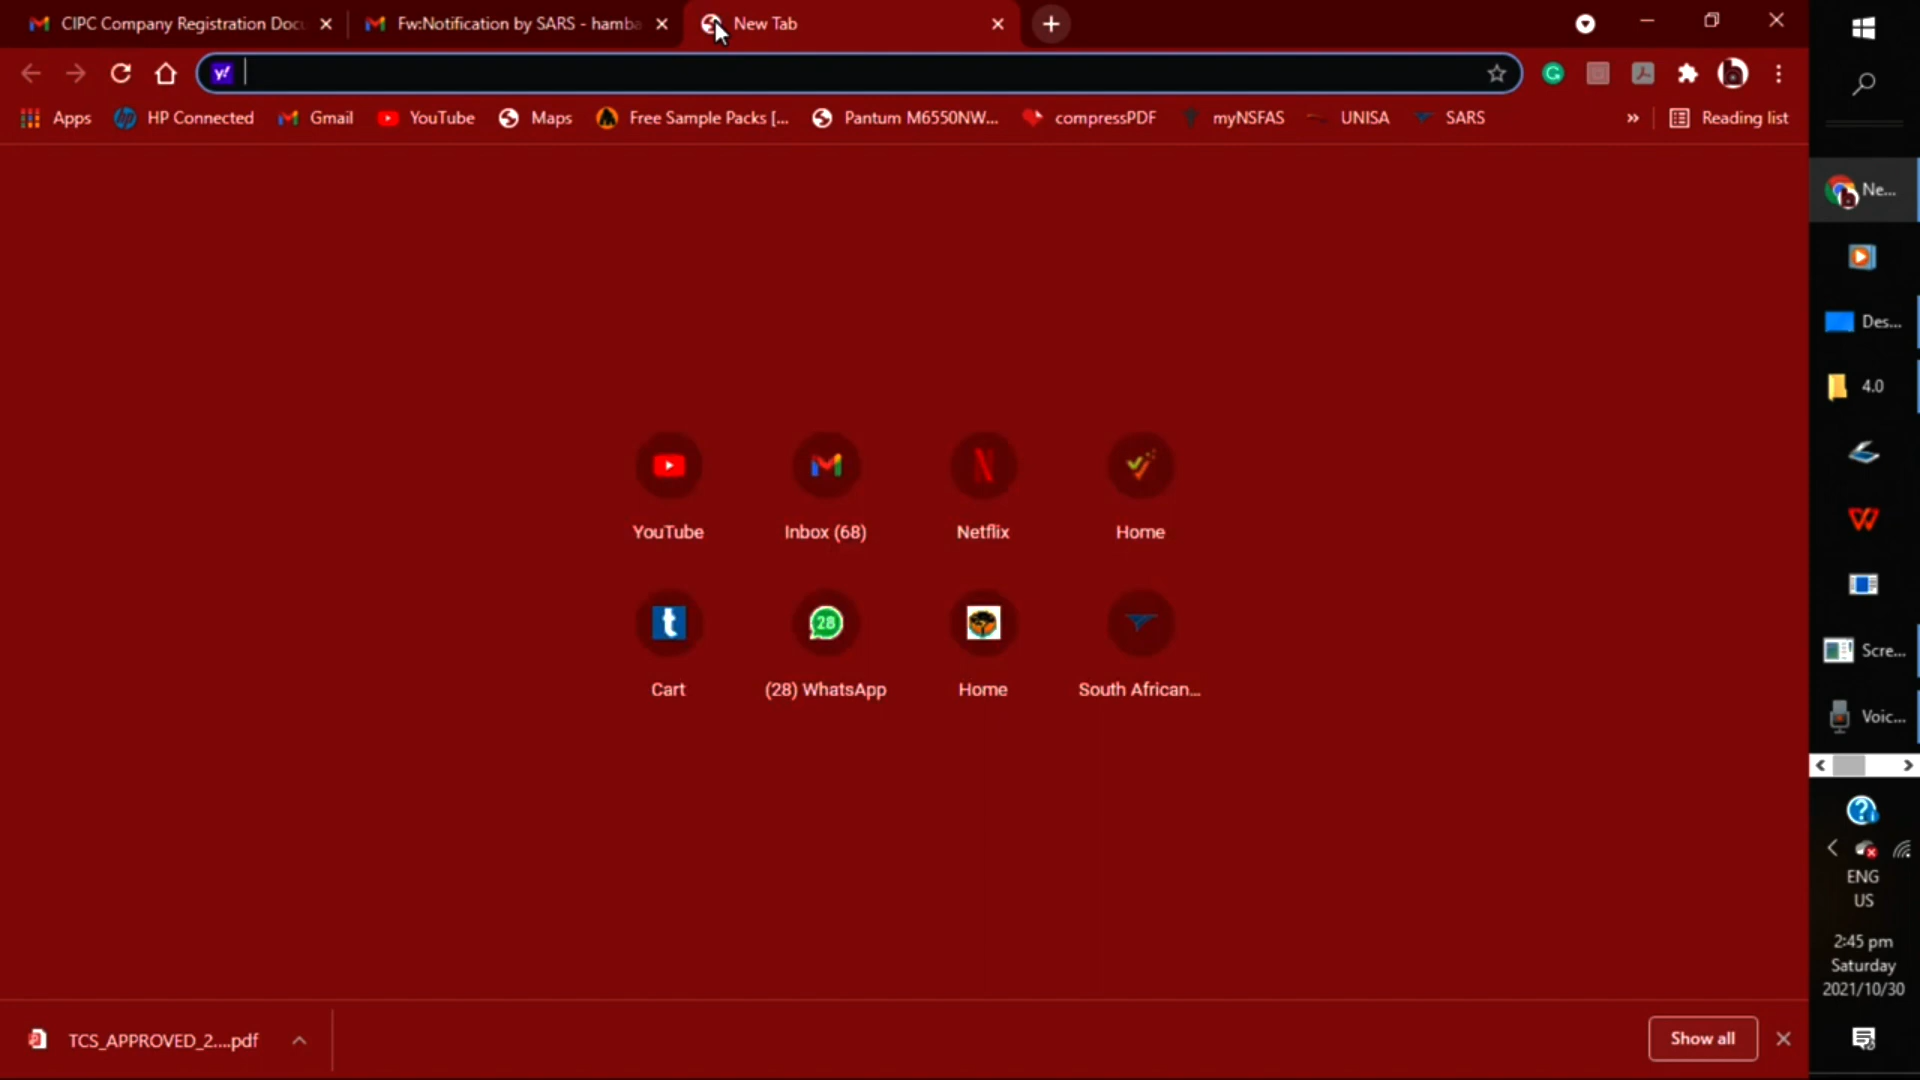 CIPC Company Registration Docu
Fw:Notification by SARS - hamba
New Tab
y!
Apps
HP Connected
Gmail
YouTube
Maps
Free Sample Packs [...
Pantum M6550NW...
compressPDF
myNSFAS
UNISA
SARS
»
Reading list
YouTube
Inbox (68)
Netflix
Home
t
28
Cart
(28) WhatsApp
Home
South African...
TCS_APPROVED_2....pdf
Show all
Ne...
Des...
4.0
Scre...
Voic...
ENG
US
2:45 pm
Saturday
2021/10/30